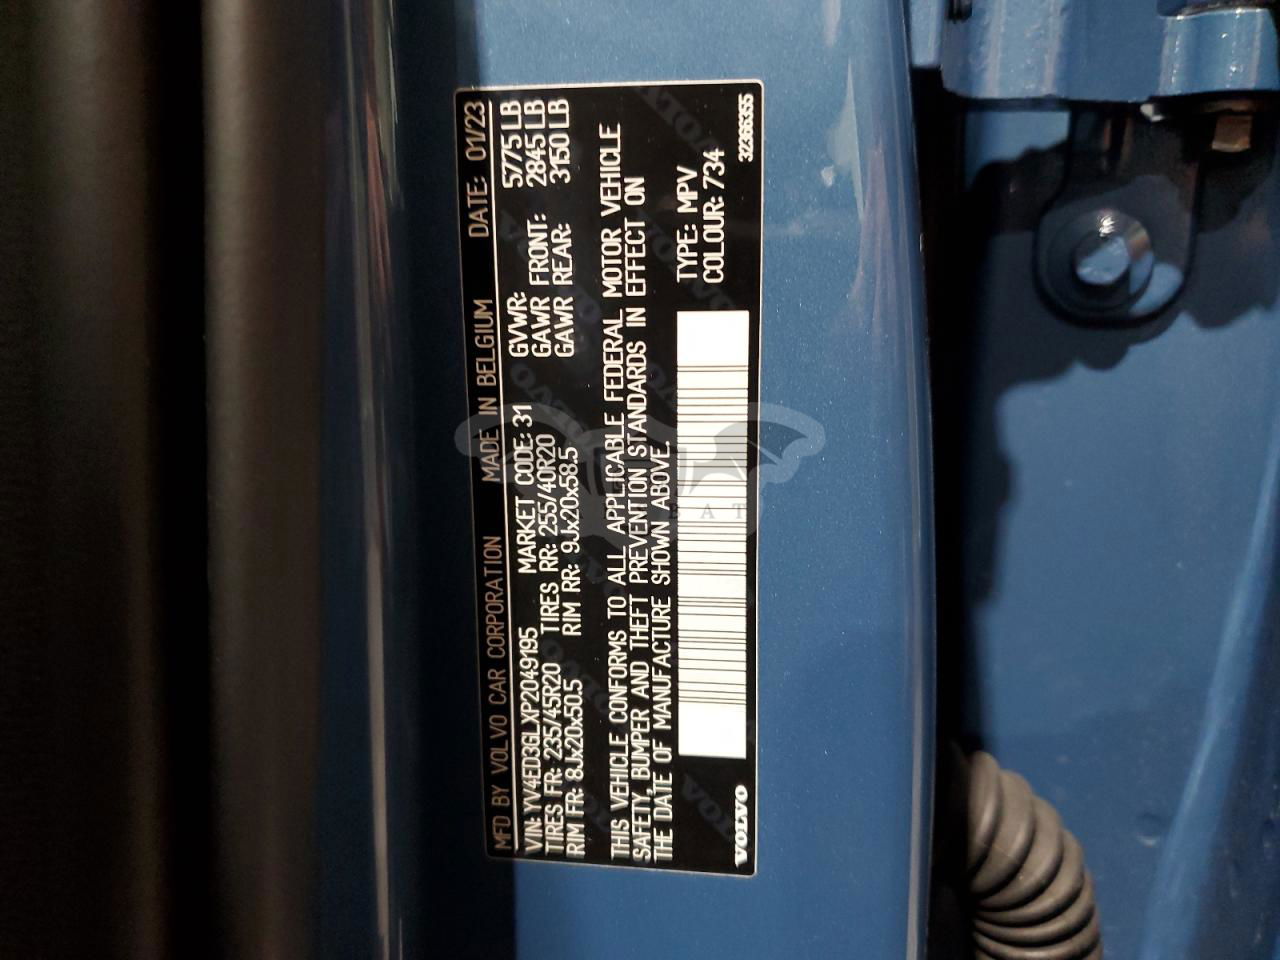 MFD BY VOLVO CAR CORPORATION MADE IN BELGIUM DATE: 01/23
VIN: YV4ED3GLXP2049195 MARKET CODE: 31 GVWR: 5775 LB
TIRES FR: 235/45R20 TIRES RR: 255/40R20 GAWR FRONT: 2845 LB
RIM FR: 8Jx20x50.5 RIM RR: 9Jx20x58.5 GAWR REAR: 3150 LB
THIS VEHICLE CONFORMS TO ALL APPLICABLE FEDERAL MOTOR VEHICLE
SAFETY, BUMPER AND THEFT PREVENTION STANDARDS IN EFFECT ON
THE DATE OF MANUFACTURE SHOWN ABOVE.
TYPE: MPV
COLOUR: 734
VOLVO 32366355